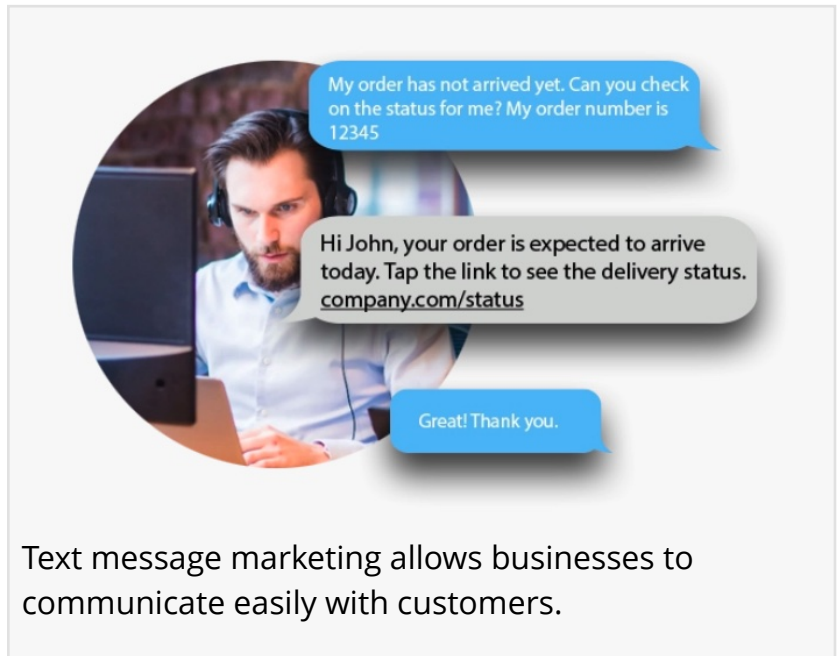 My order has not arrived yet. Can you check
on the status for me? My order number is
12345
Hi John, your order is expected to arrive
today. Tap the link to see the delivery status.
company.com/status
Great! Thank you.
Text message marketing allows businesses to
communicate easily with customers.